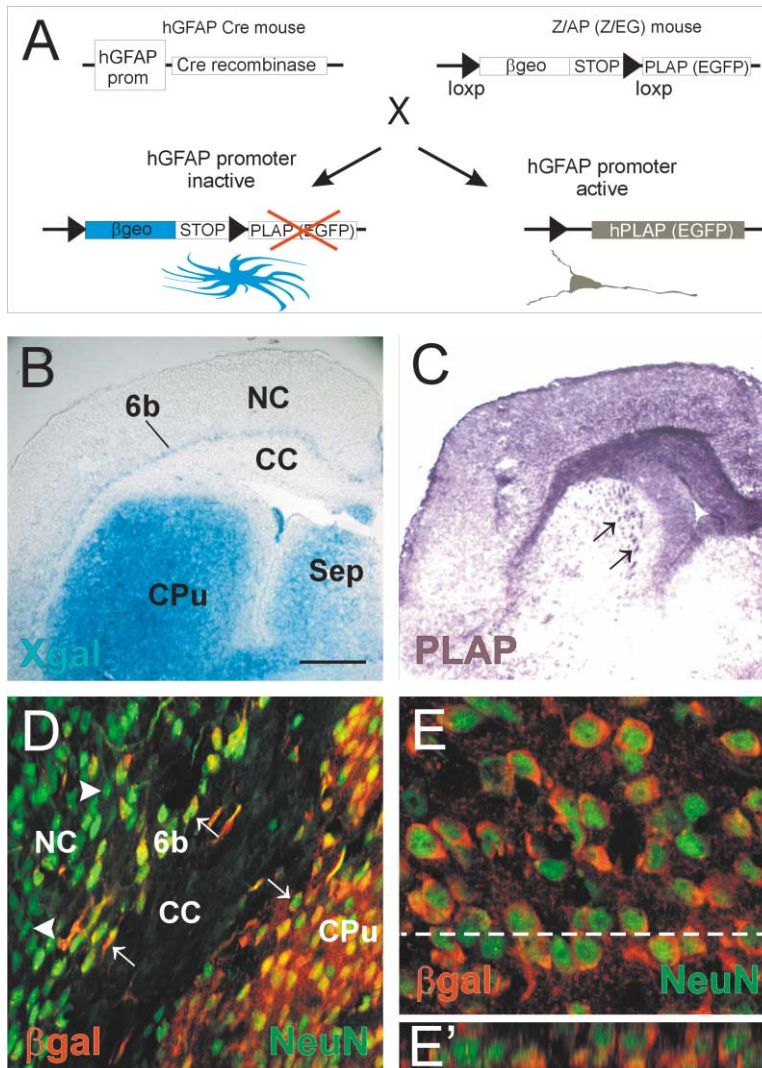 A
hGFAP Cre mouse
Z/AP (Z/EG) mouse
hGFAP prom
Cre recombinase
βgeo STOP PLAP (EGFP)
loxp loxp
X
hGFAP promoter inactive
hGFAP promoter active
βgeo STOP PLAP (EGFP)
hPLAP (EGFP)
B
6b
NC
CC
CPu
Sep
Xgal
C
PLAP
D
NC
6b
CC
CPu
βgal NeuN
E
βgal NeuN
E'